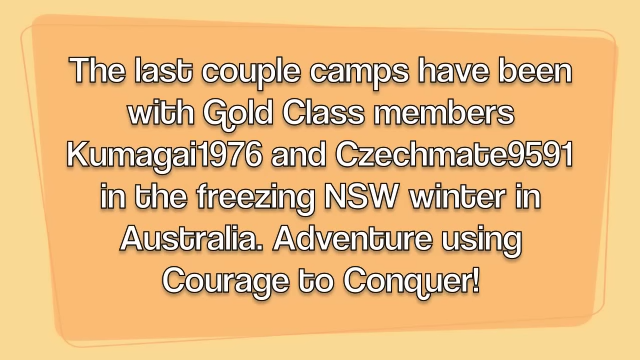 The last couple camps have been
with Gold Class members
Kumagai1976 and Czechmate9591
in the freezing NSW winter in
Australia. Adventure using
Courage to Conquer!